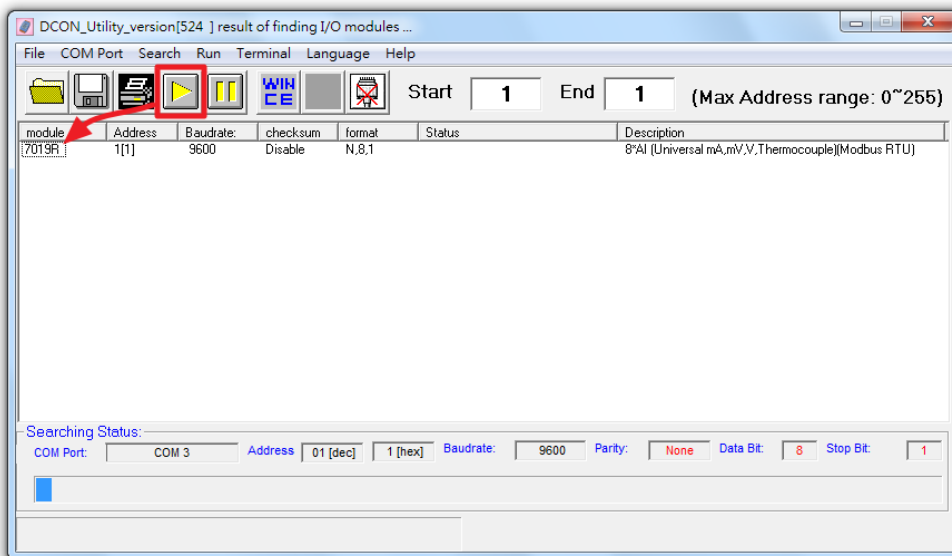 DCON_Utility_version[524 ] result of finding I/O modules ...
File COM Port Search Run Terminal Language Help
WIN CE Start 1 End 1 (Max Address range: 0~255)
module Address Baudrate: checksum format Status Description
7019R 1[1] 9600 Disable N,8,1 8*AI (Universal mA,mV,V,Thermocouple)(Modbus RTU)
Searching Status:
COM Port: COM 3 Address 01 [dec] 1 [hex] Baudrate: 9600 Parity: None Data Bit: 8 Stop Bit: 1